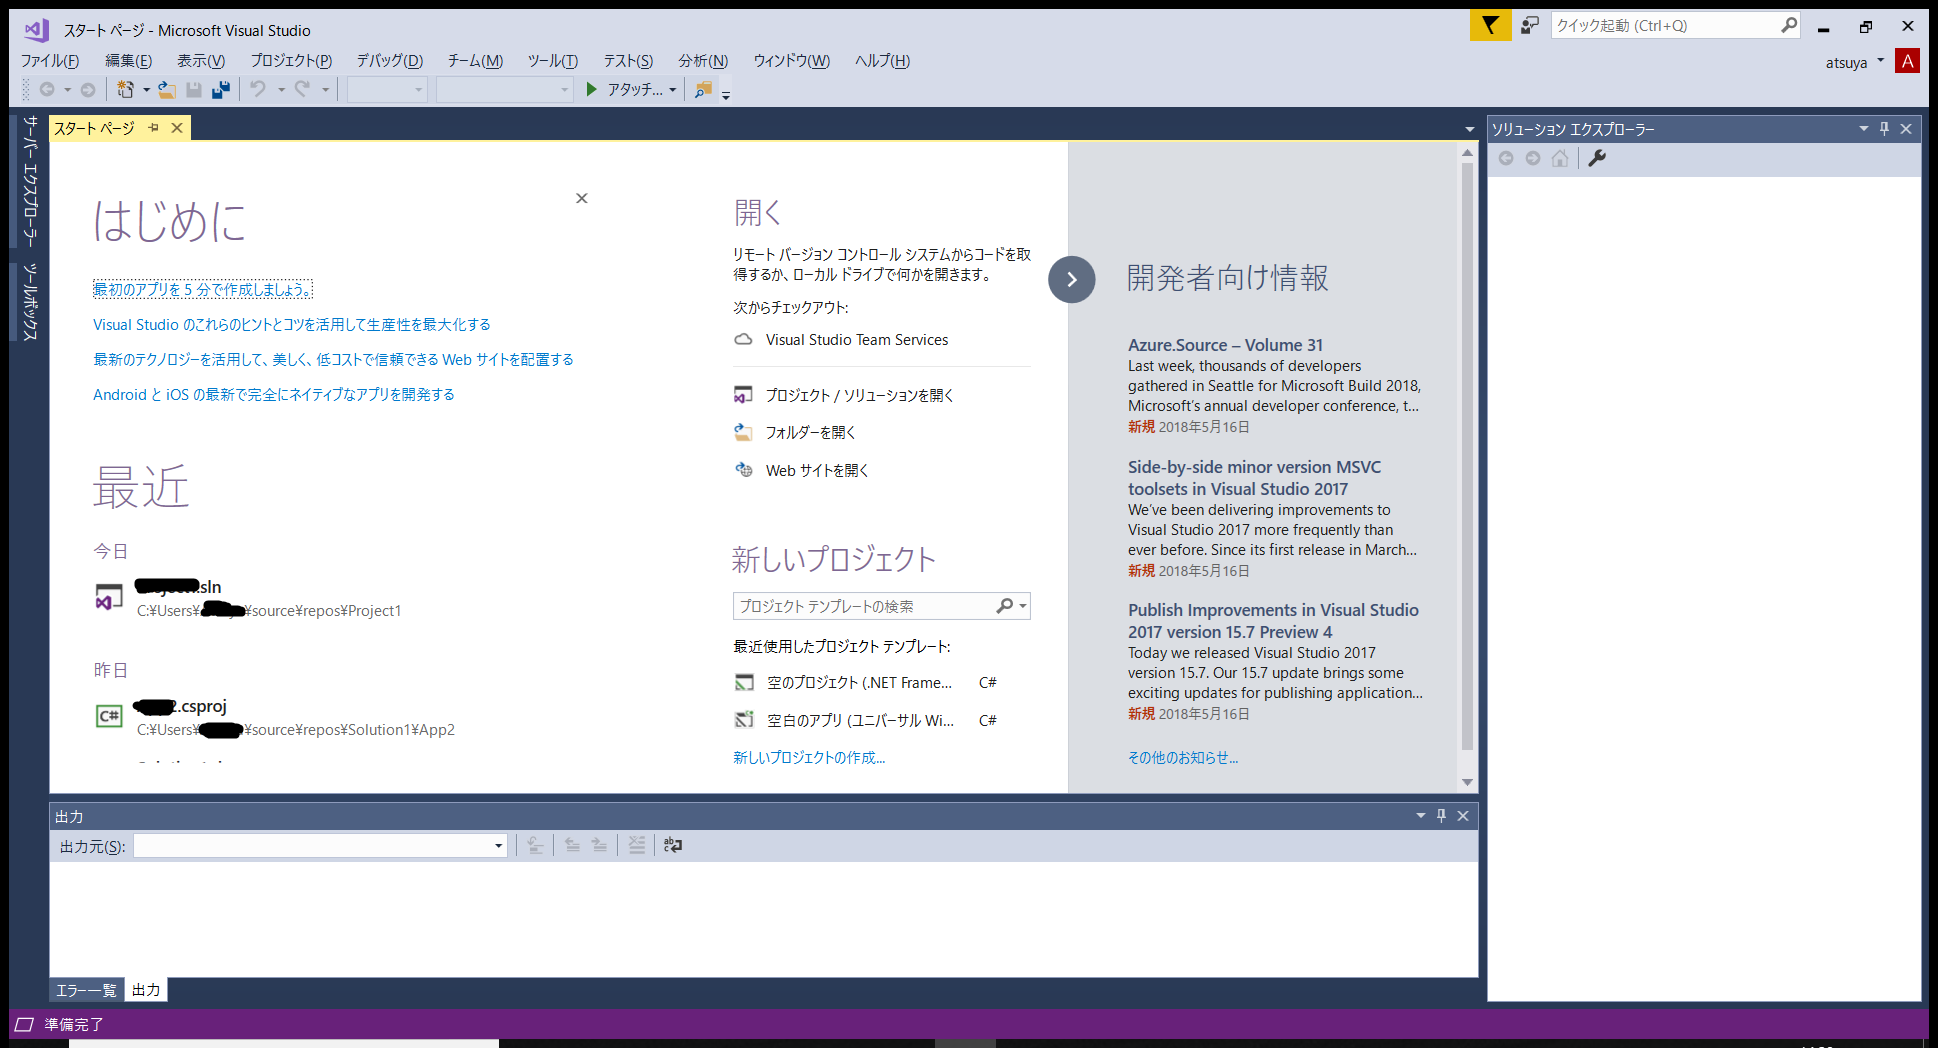 スタート ページ - Microsoft Visual Studio
クイック起動 (Ctrl+Q)
ファイル(F) 編集(E) 表示(V) プロジェクト(P) デバッグ(D) チーム(M) ツール(T) テスト(S) 分析(N) ウィンドウ(W) ヘルプ(H)
atsuya A
アタッチ...
サーバー エクスプローラー
ツールボックス
スタート ページ
はじめに
最初のアプリを 5 分で作成しましょう。
Visual Studio のこれらのヒントとコツを活用して生産性を最大化する
最新のテクノロジーを活用して、美しく、低コストで信頼できる Web サイトを配置する
Android と iOS の最新で完全にネイティブなアプリを開発する
最近
今日
.sln
C:¥Users¥ ¥source¥repos¥Project1
昨日
2.csproj
C:¥Users¥ ¥source¥repos¥Solution1¥App2
開く
リモート バージョン コントロール システムからコードを取
得するか、ローカル ドライブで何かを開きます。
次からチェックアウト:
Visual Studio Team Services
プロジェクト / ソリューションを開く
フォルダーを開く
Web サイトを開く
新しいプロジェクト
プロジェクト テンプレートの検索
最近使用したプロジェクト テンプレート:
空のプロジェクト (.NET Frame... C#
空白のアプリ (ユニバーサル Wi... C#
新しいプロジェクトの作成...
開発者向け情報
Azure.Source – Volume 31
Last week, thousands of developers
gathered in Seattle for Microsoft Build 2018,
Microsoft’s annual developer conference, t...
新規 2018年5月16日
Side-by-side minor version MSVC
toolsets in Visual Studio 2017
We’ve been delivering improvements to
Visual Studio 2017 more frequently than
ever before. Since its first release in March...
新規 2018年5月16日
Publish Improvements in Visual Studio
2017 version 15.7 Preview 4
Today we released Visual Studio 2017
version 15.7. Our 15.7 update brings some
exciting updates for publishing application...
新規 2018年5月16日
その他のお知らせ...
ソリューション エクスプローラー
出力
出力元(S):
エラー一覧 出力
準備完了